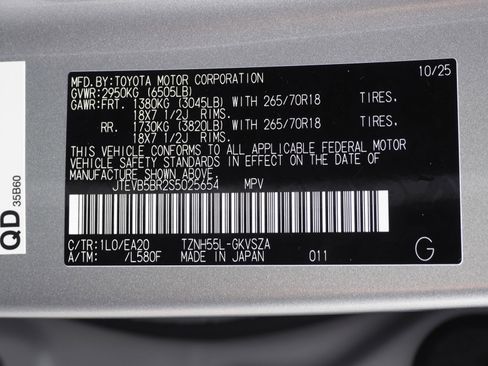 MFD.BY:TOYOTA MOTOR CORPORATION 10/25
GVWR:2950KG (6505LB)
GAWR:FRT. 1380KG (3045LB) WITH 265/70R18 TIRES,
18X7 1/2J RIMS.
RR. 1730KG (3820LB) WITH 265/70R18 TIRES,
18X7 1/2J RIMS.
THIS VEHICLE CONFORMS TO ALL APPLICABLE FEDERAL MOTOR
VEHICLE SAFETY STANDARDS IN EFFECT ON THE DATE OF
MANUFACTURE SHOWN ABOVE.
JTEVB5BR2S5025654 MPV
C/TR:1L0/EA20 TZNH55L-GKVSZA
A/TM: /L580F MADE IN JAPAN 011 G
QD 35B60